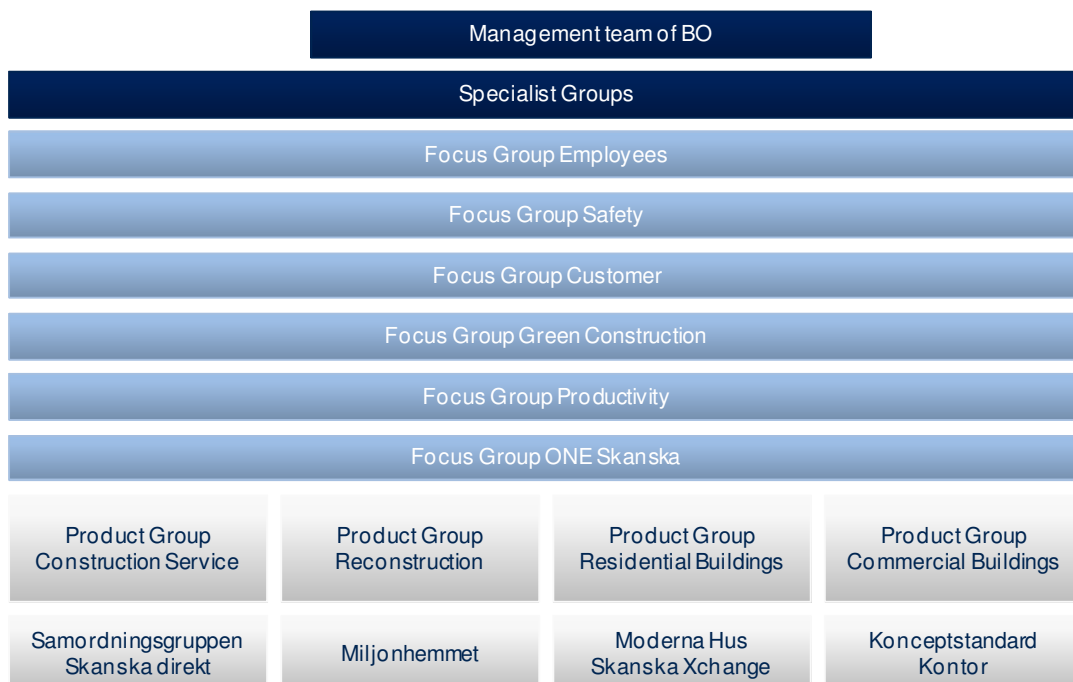 Management team of BO
Specialist Groups
Focus Group Employees
Focus Group Safety
Focus Group Customer
Focus Group Green Construction
Focus Group Productivity
Focus Group ONE Skanska
Product Group
Construction Service
Product Group
Reconstruction
Product Group
Residential Buildings
Product Group
Commercial Buildings
Samordningsgruppen
Skanska direkt
Miljonhemmet
Moderna Hus
Skanska Xchange
Konceptstandard
Kontor